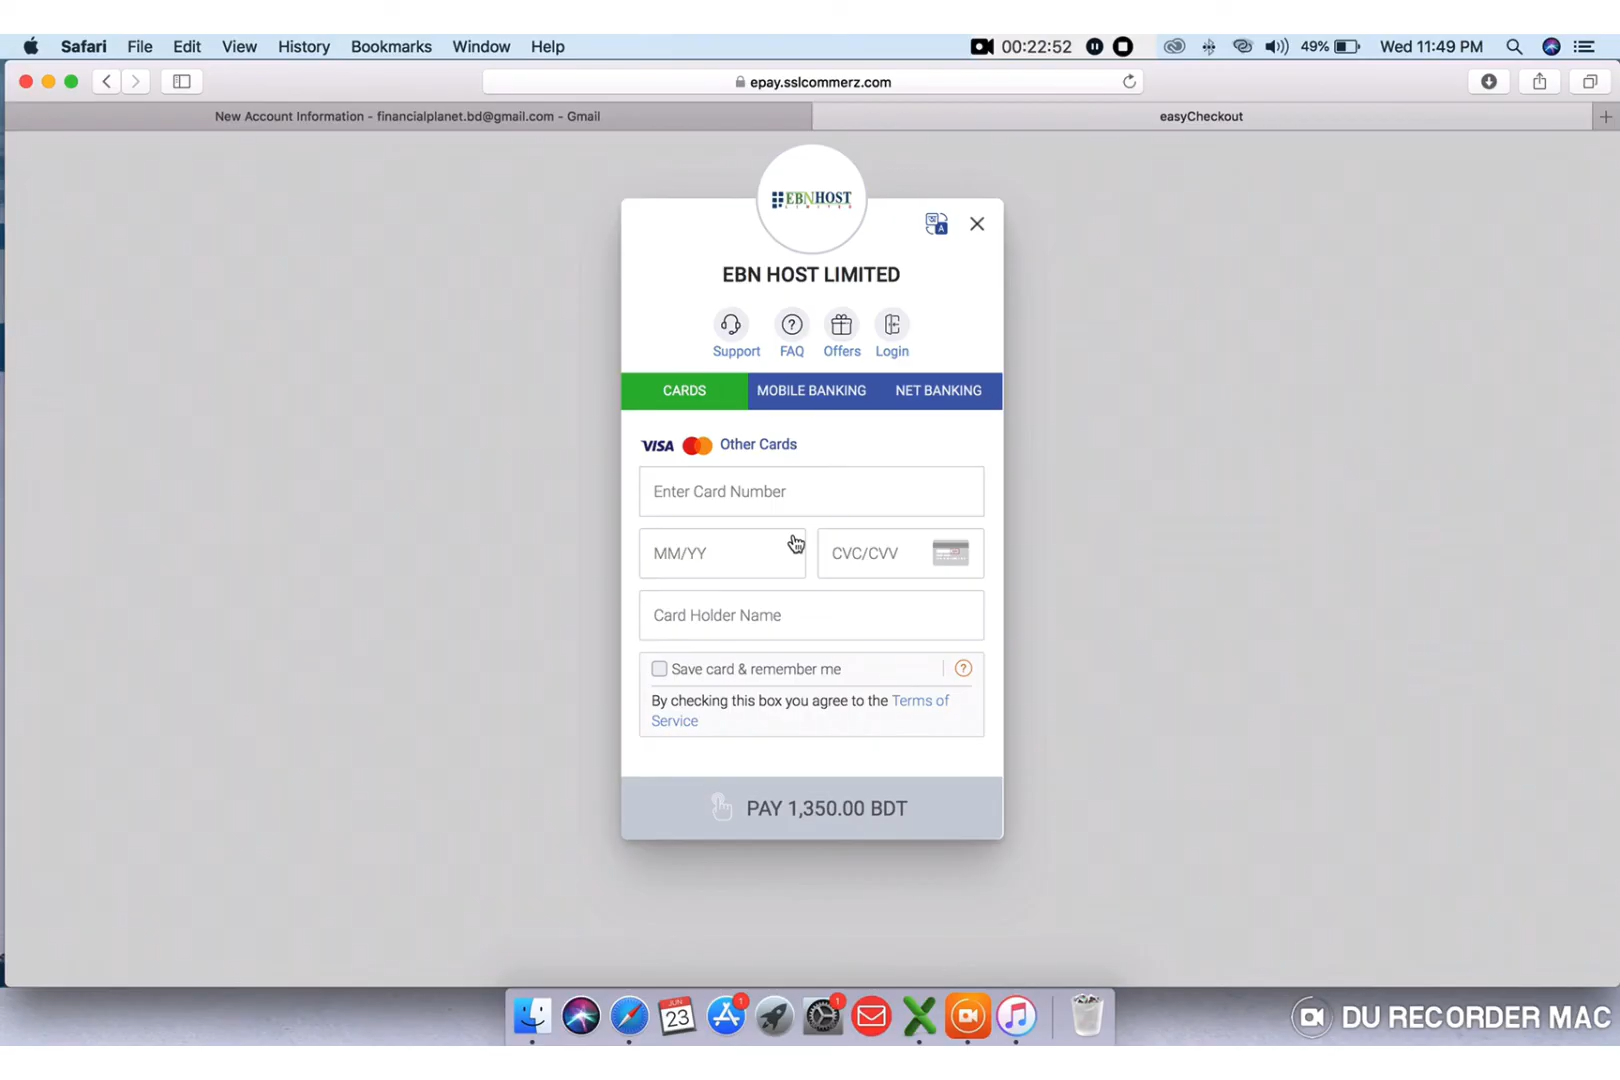 Safari File Edit View History Bookmarks Window Help 00:22:52 49% Wed 11:49 PM
epay.sslcommerz.com
New Account Information - financialplanet.bd@gmail.com - Gmail easyCheckout
EBNHOST
LIMITED
EBN HOST LIMITED
Support FAQ Offers Login
CARDS MOBILE BANKING NET BANKING
VISA Other Cards
Enter Card Number
MM/YY CVC/CVV
Card Holder Name
Save card & remember me
By checking this box you agree to the Terms of
Service
PAY 1,350.00 BDT
JUN
23
1
1
DU RECORDER MAC